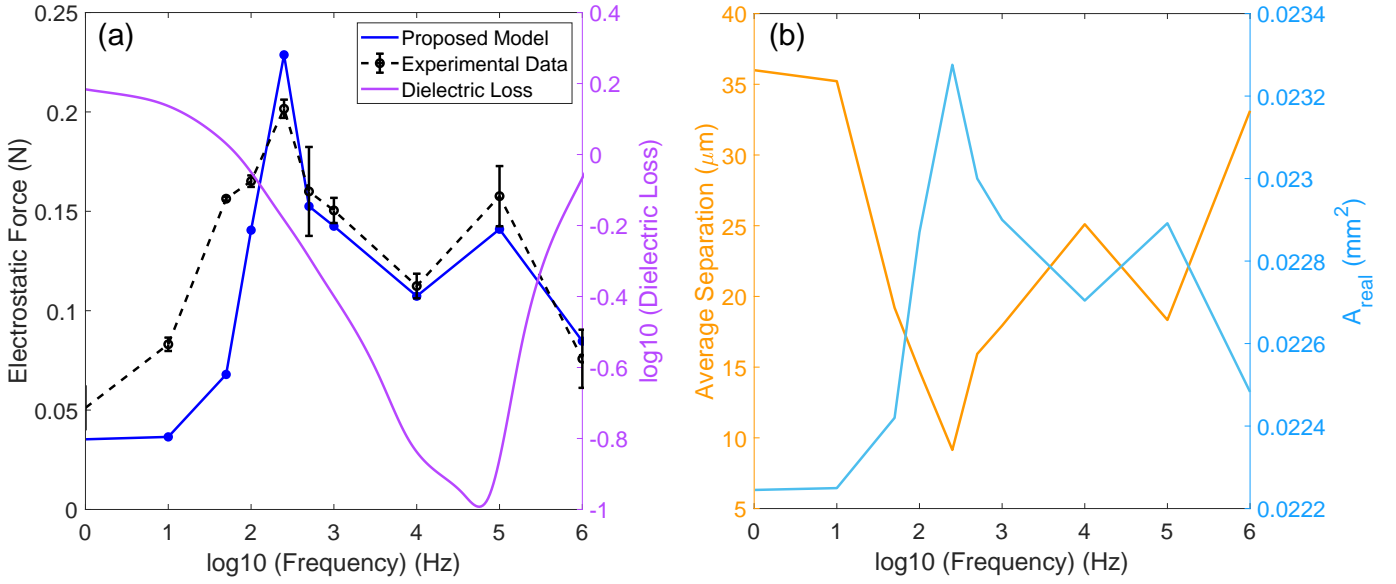 (a)
Proposed Model
Experimental Data
Dielectric Loss
Electrostatic Force (N)
0.25
0.2
0.15
0.1
0.05
0
0.4
0.2
0
-0.2
-0.4
-0.6
-0.8
-1
log10 (Dielectric Loss)
0 1 2 3 4 5 6
log10 (Frequency) (Hz)
(b)
Average Separation (μm)
40
35
30
25
20
15
10
5
0.0234
0.0232
0.023
0.0228
0.0226
0.0224
0.0222
A_real (mm²)
0 1 2 3 4 5 6
log10 (Frequency) (Hz)